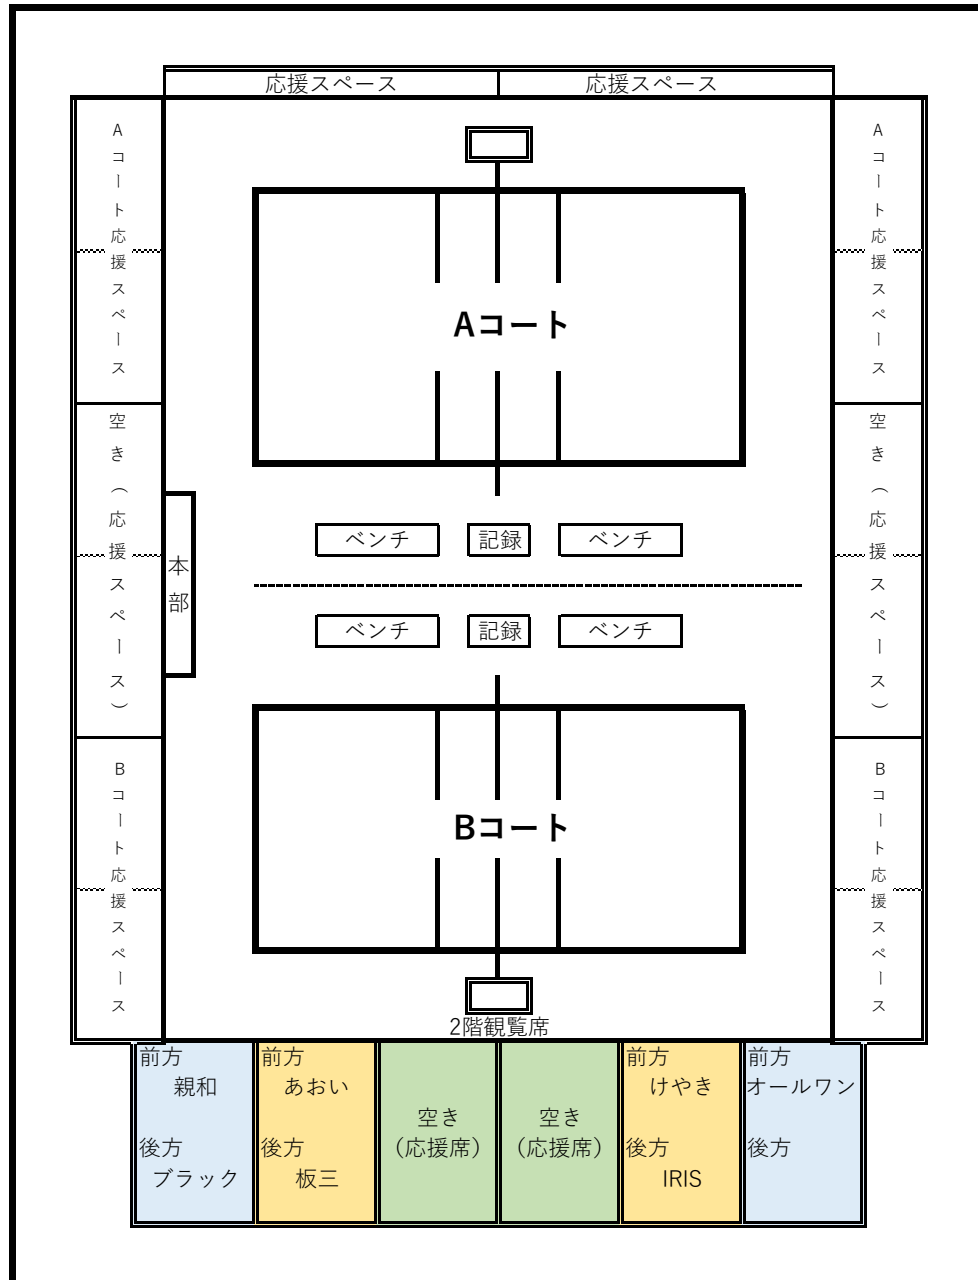 応援スペース 応援スペース
Aコート応援スペース
Aコート応援スペース
Aコート
空き（応援スペース）
空き（応援スペース）
本部
ベンチ 記録 ベンチ
ベンチ 記録 ベンチ
Bコート応援スペース
Bコート応援スペース
Bコート
2階観覧席
前方 前方 前方 前方
親和 あおい けやき オールワン
空き 空き
(応援席) (応援席)
後方 後方 後方 後方
ブラック 板三 IRIS